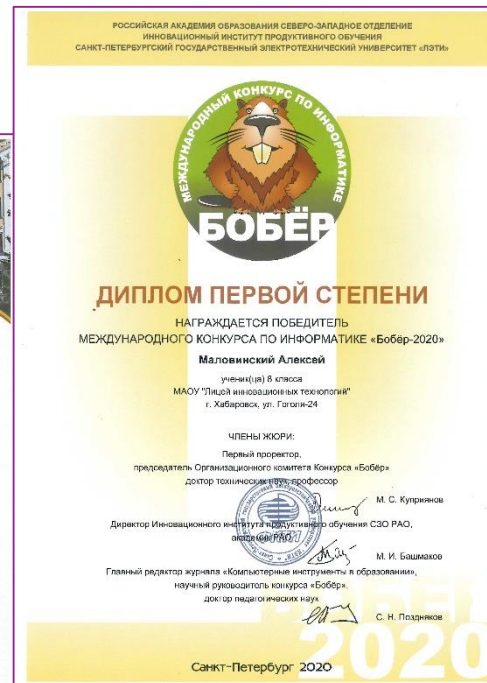 РОССИЙСКАЯ АКАДЕМИЯ ОБРАЗОВАНИЯ СЕВЕРО-ЗАПАДНОЕ ОТДЕЛЕНИЕ
ИННОВАЦИОННЫЙ ИНСТИТУТ ПРОДУКТИВНОГО ОБУЧЕНИЯ
САНКТ-ПЕТЕРБУРГСКИЙ ГОСУДАРСТВЕННЫЙ ЭЛЕКТРОТЕХНИЧЕСКИЙ УНИВЕРСИТЕТ «ЛЭТИ»
МЕЖДУНАРОДНЫЙ КОНКУРС ПО ИНФОРМАТИКЕ
БОБЁР
ДИПЛОМ ПЕРВОЙ СТЕПЕНИ
НАГРАЖДАЕТСЯ ПОБЕДИТЕЛЬ
МЕЖДУНАРОДНОГО КОНКУРСА ПО ИНФОРМАТИКЕ «Бобёр-2020»
Маловинский Алексей
ученик(ца) 8 класса
МАОУ "Лицей инновационных технологий"
г. Хабаровск, ул. Гоголя-24
ЧЛЕНЫ ЖЮРИ:
Первый проректор,
председатель Организационного комитета Конкурса «Бобёр»
доктор технических наук, профессор
М. С. Куприянов
Директор Инновационного института продуктивного обучения СЗО РАО,
академик РАО
М. И. Башмаков
Главный редактор журнала «Компьютерные инструменты в образовании»,
научный руководитель конкурса «Бобёр»,
доктор педагогических наук
С. Н. Поздняков
БОБЁР
2020
Санкт-Петербург 2020